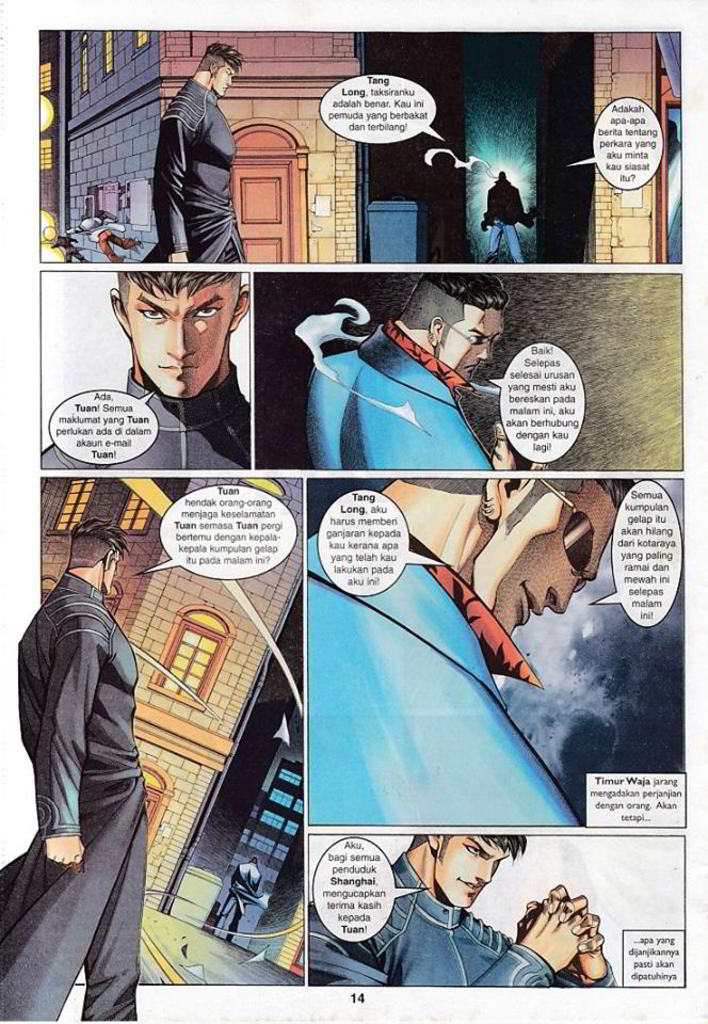 Tang
Long, taksiranku
adalah benar. Kau ini
pemuda yang berbakat
dan terbilang!
Adakah
apa-apa
berita tentang
perkara yang
aku minta
kau siasat
itu?
Ada,
Tuan! Semua
maklumat yang Tuan
perlukan ada di dalam
akaun e-mail
Tuan!
Baik!
Selepas
selesai urusan
yang mesti aku
bereskan pada
malam ini, aku
akan berhubung
dengan kau
lagi!
Tuan
hendak orang-orang
menjaga keselamatan
Tuan semasa Tuan pergi
bertemu dengan kepala-
kepala kumpulan gelap
itu pada malam ini?
Tang
Long, aku
harus memberi
ganjaran kepada
kau kerana apa
yang telah kau
lakukan pada
aku ini!
Semua
kumpulan
gelap itu
akan hilang
dari kotaraya
yang paling
ramai dan
mewah ini
selepas
malam
ini!
Timur Waja jarang
mengadakan perjanjian
dengan orang. Akan
tetapi...
Aku,
bagi semua
penduduk
Shanghai,
mengucapkan
terima kasih
kepada
Tuan!
...apa yang
dijanjikannya
pasti akan
dipatuhinya
14